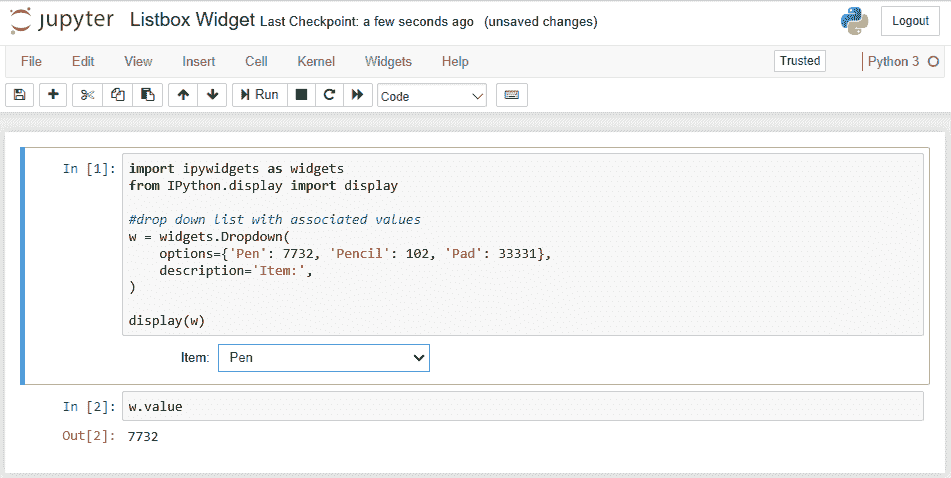 jupyter Listbox Widget Last Checkpoint: a few seconds ago (unsaved changes) Logout
File Edit View Insert Cell Kernel Widgets Help Trusted Python 3
Run Code
In [1]: import ipywidgets as widgets
from IPython.display import display
#drop down list with associated values
w = widgets.Dropdown(
options={'Pen': 7732, 'Pencil': 102, 'Pad': 33331},
description='Item:',
)
display(w)
Item: Pen
In [2]: w.value
Out[2]: 7732